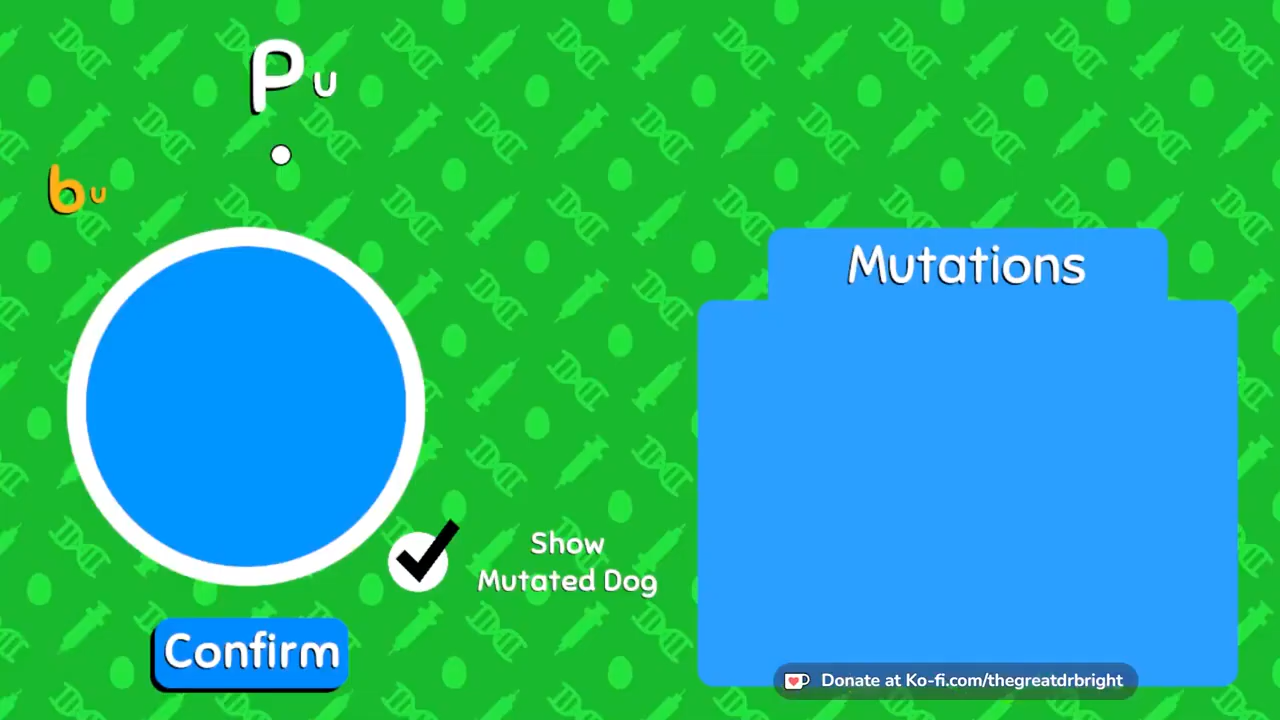 Pu
bu
Mutations
Show
Mutated Dog
Confirm
Donate at Ko-fi.com/thegreatdrbright